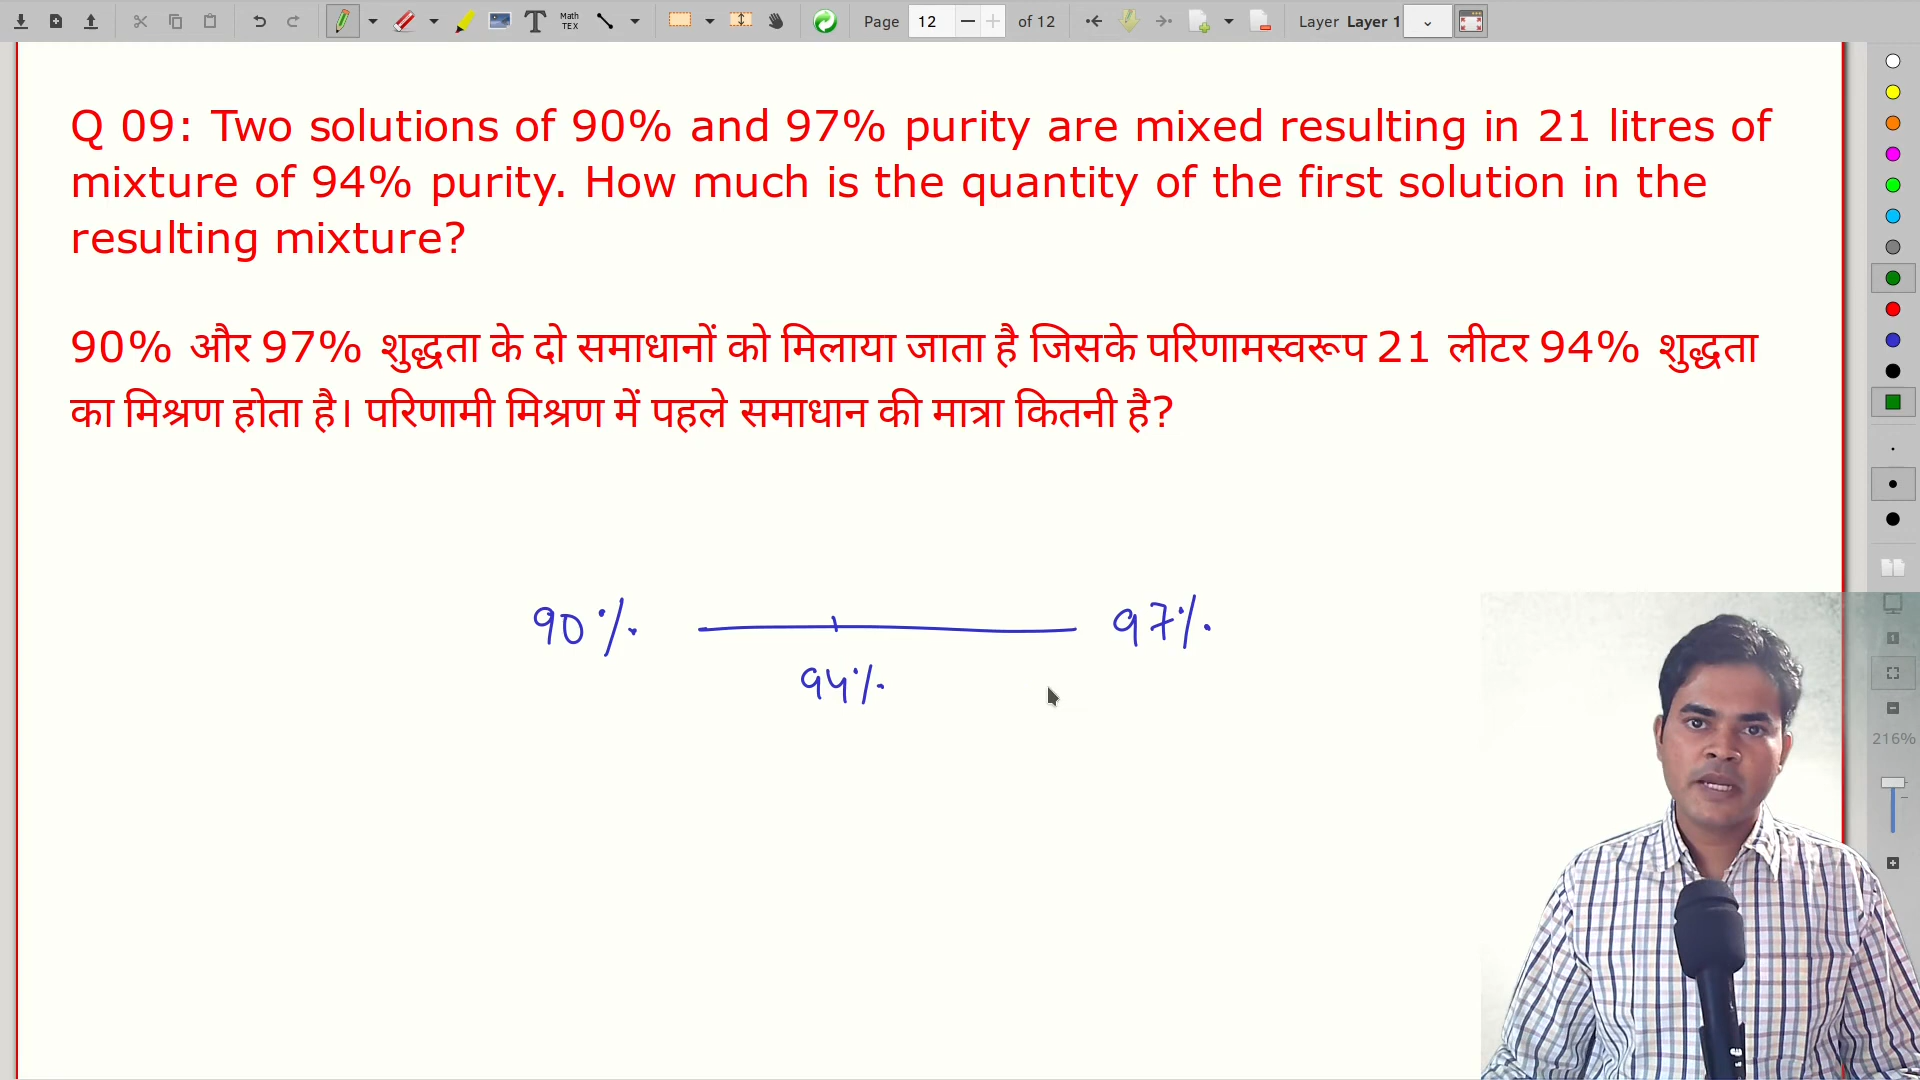 Page 12 of 12 Layer Layer 1
Math
TEX
Q 09: Two solutions of 90% and 97% purity are mixed resulting in 21 litres of
mixture of 94% purity. How much is the quantity of the first solution in the
resulting mixture?
90% और 97% शुद्धता के दो समाधानों को मिलाया जाता है जिसके परिणामस्वरूप 21 लीटर 94% शुद्धता
का मिश्रण होता है। परिणामी मिश्रण में पहले समाधान की मात्रा कितनी है?
90% 97%
94%
216%